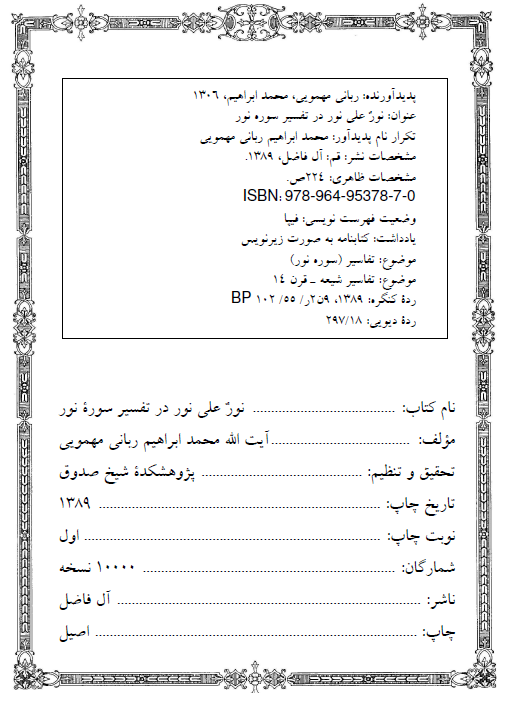 پدیدآورنده: ربانی مهمویی، محمد ابراهیم، ۱۳۰۶
عنوان: نورٌ علی نور در تفسیر سوره نور
تکرار نام پدیدآور: محمد ابراهیم ربانی مهمویی
مشخصات نشر: قم: آل فاضل، ۱۳۸۹.
مشخصات ظاهری: ۲۲۴ص.
ISBN: 978-964-95378-7-0
وضعیت فهرست نویسی: فیپا
یادداشت: کتابنامه به صورت زیرنویس
موضوع: تفاسیر (سوره نور)
موضوع: تفاسیر شیعه ـ قرن ۱۴
ردۀ کنگره: ۱۳۸۹، ۹ن۲ر/ ۵۵/ ۱۰۲ BP
ردۀ دیویی: ۲۹۷/۱۸
نام کتاب: ........ نورٌ علی نور در تفسیر سورۀ نور
مؤلف: ........ آیت الله محمد ابراهیم ربانی مهمویی
تحقیق و تنظیم: ........ پژوهشکدۀ شیخ صدوق
تاریخ چاپ: ........ ۱۳۸۹
نوبت چاپ: ........ اول
شمارگان: ........ ۱۰۰۰۰ نسخه
ناشر: ........ آل فاضل
چاپ: ........ اصیل